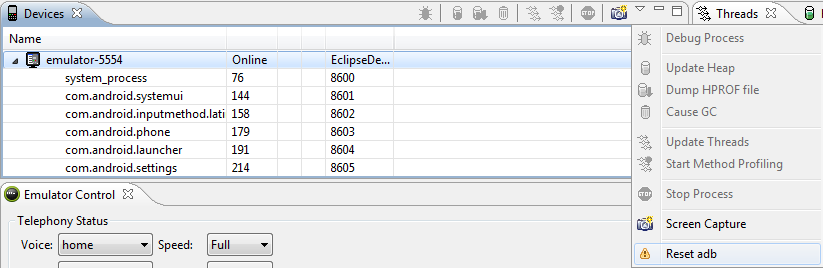 Devices
Name
emulator-5554 Online EclipseDe...
system_process 76 8600
com.android.systemui 144 8601
com.android.inputmethod.lati 158 8602
com.android.phone 179 8603
com.android.launcher 191 8604
com.android.settings 214 8605
Emulator Control
Telephony Status
Voice: home Speed: Full
STOP
Threads
Debug Process
Update Heap
Dump HPROF file
Cause GC
Update Threads
Start Method Profiling
STOP Stop Process
Screen Capture
Reset adb